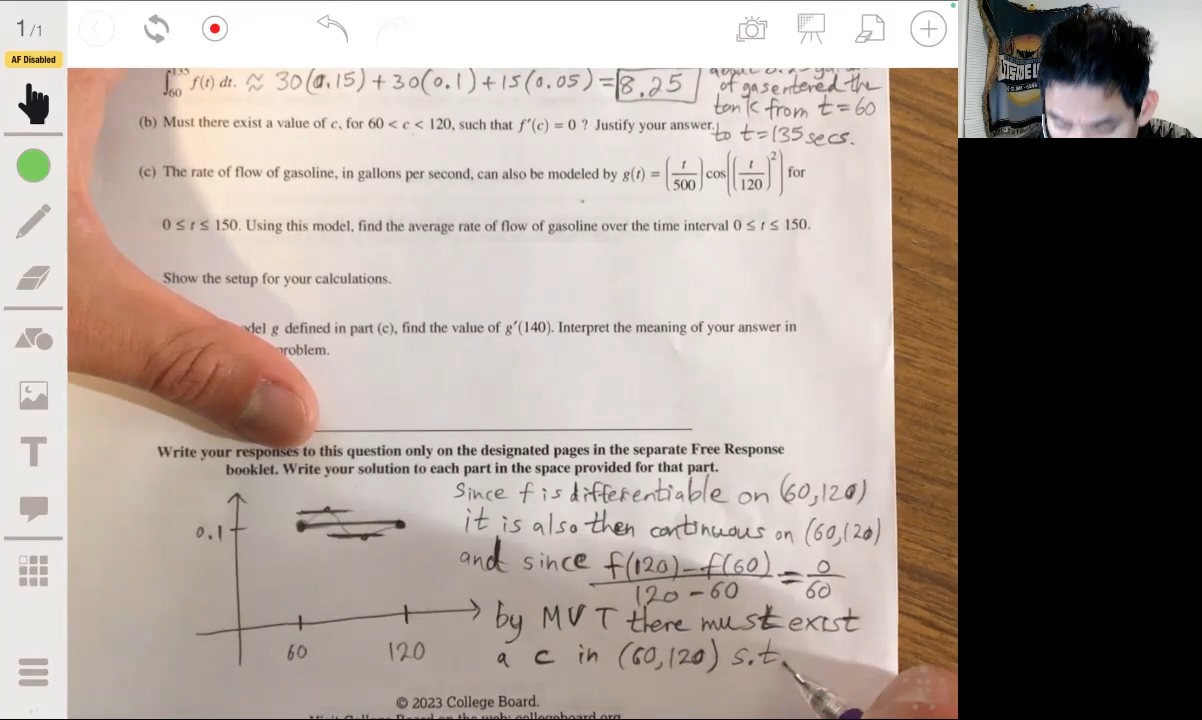 1/1
AF Disabled
∫₆₀¹³⁵ f(t) dt. ≈ 30(0.15) + 30(0.1) + 15(0.05) = 8.25
of gas entered the
tank from t = 60
to t = 135 secs.
(b) Must there exist a value of c, for 60 < c < 120, such that f′(c) = 0 ? Justify your answer.
(c) The rate of flow of gasoline, in gallons per second, can also be modeled by g(t) = (t/500) cos((t/120)²) for
0 ≤ t ≤ 150. Using this model, find the average rate of flow of gasoline over the time interval 0 ≤ t ≤ 150.
Show the setup for your calculations.
g defined in part (c), find the value of g′(140). Interpret the meaning of your answer in
Write your responses to this question only on the designated pages in the separate Free Response
booklet. Write your solution to each part in the space provided for that part.
0.1
60 120
Since f is differentiable on (60,120)
it is also then continuous on (60,120)
and since f(120) - f(60) / 120 - 60 = 0/60
by MVT there must exist
a c in (60,120) s.t.
© 2023 College Board.
T